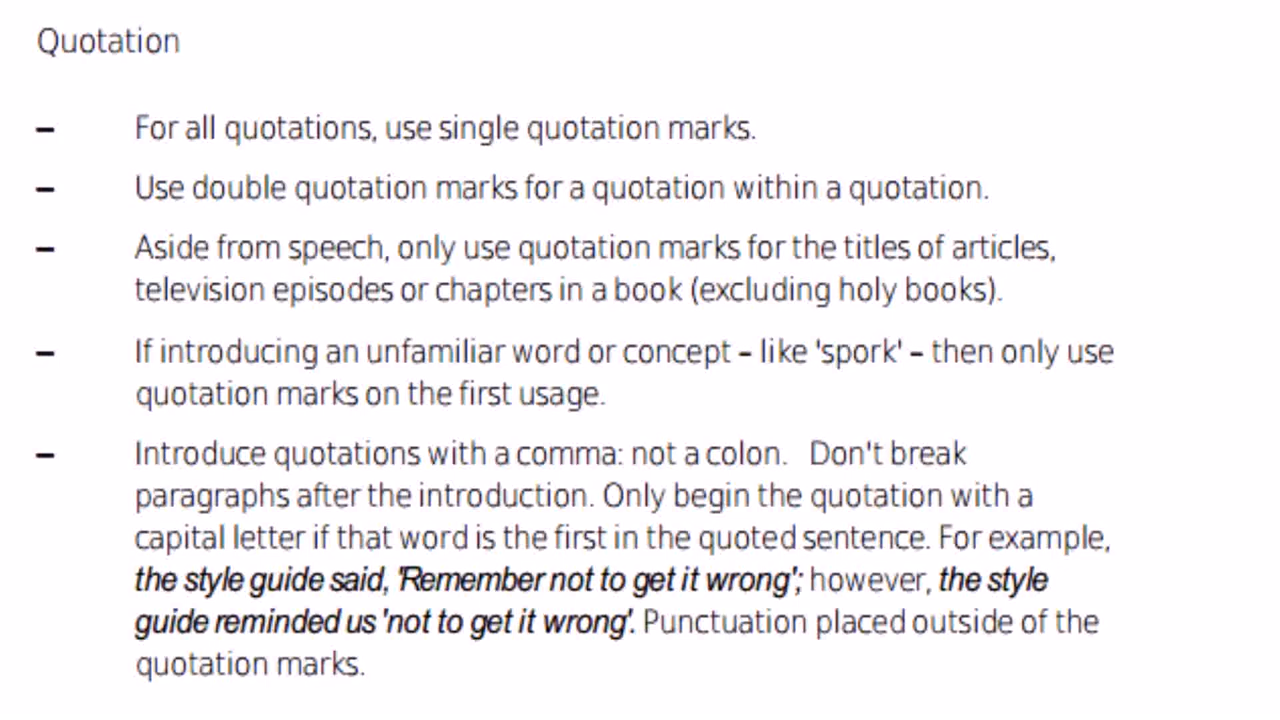 Quotation
– For all quotations, use single quotation marks.
– Use double quotation marks for a quotation within a quotation.
– Aside from speech, only use quotation marks for the titles of articles,
television episodes or chapters in a book (excluding holy books).
– If introducing an unfamiliar word or concept – like 'spork' – then only use
quotation marks on the first usage.
– Introduce quotations with a comma: not a colon. Don't break
paragraphs after the introduction. Only begin the quotation with a
capital letter if that word is the first in the quoted sentence. For example,
the style guide said, 'Remember not to get it wrong'; however, the style
guide reminded us 'not to get it wrong'. Punctuation placed outside of the
quotation marks.